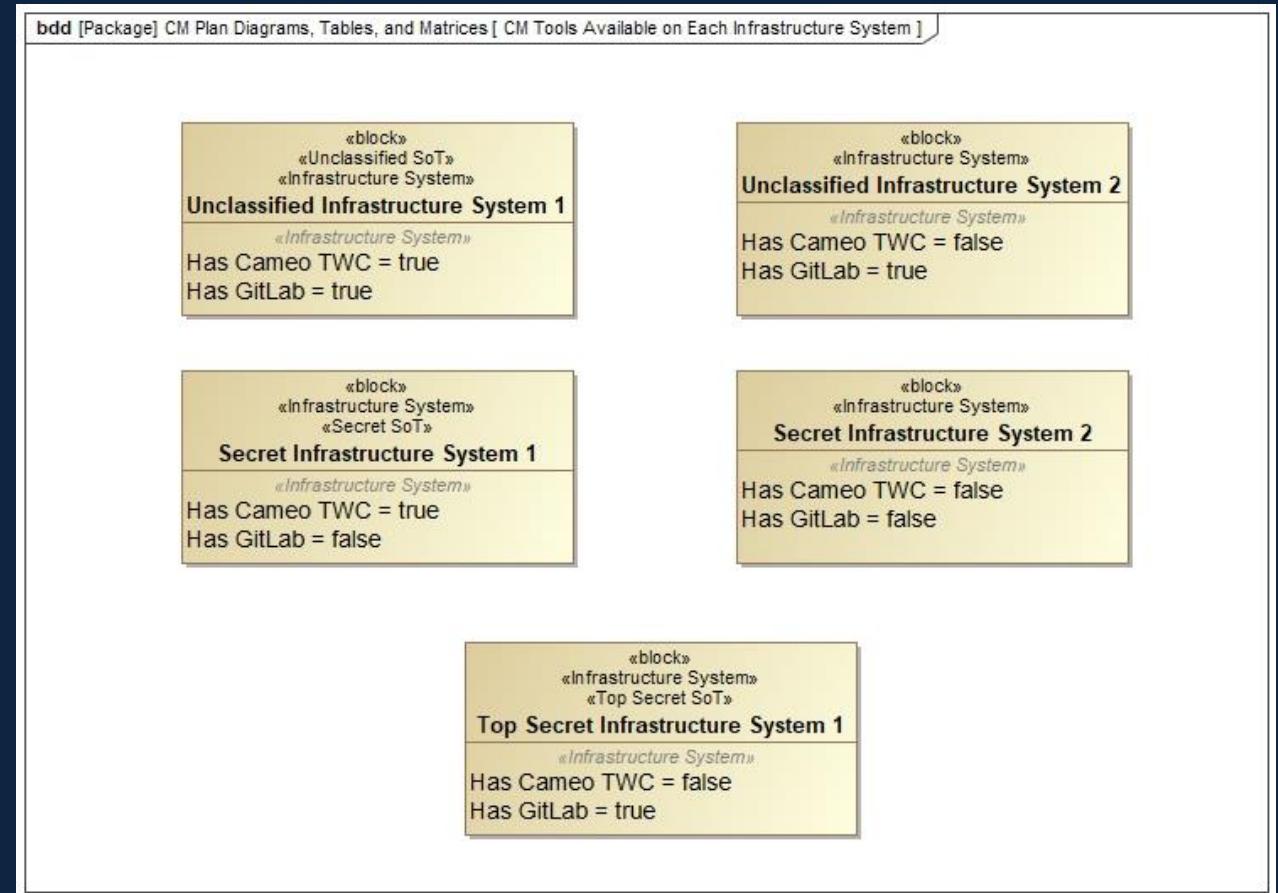 bdd [Package] CM Plan Diagrams, Tables, and Matrices [ CM Tools Available on Each Infrastructure System ]
«block»
«Unclassified SoT»
«Infrastructure System»
Unclassified Infrastructure System 1
«Infrastructure System»
Has Cameo TWC = true
Has GitLab = true
«block»
«Infrastructure System»
Unclassified Infrastructure System 2
«Infrastructure System»
Has Cameo TWC = false
Has GitLab = true
«block»
«Infrastructure System»
«Secret SoT»
Secret Infrastructure System 1
«Infrastructure System»
Has Cameo TWC = true
Has GitLab = false
«block»
«Infrastructure System»
Secret Infrastructure System 2
«Infrastructure System»
Has Cameo TWC = false
Has GitLab = false
«block»
«Infrastructure System»
«Top Secret SoT»
Top Secret Infrastructure System 1
«Infrastructure System»
Has Cameo TWC = false
Has GitLab = true